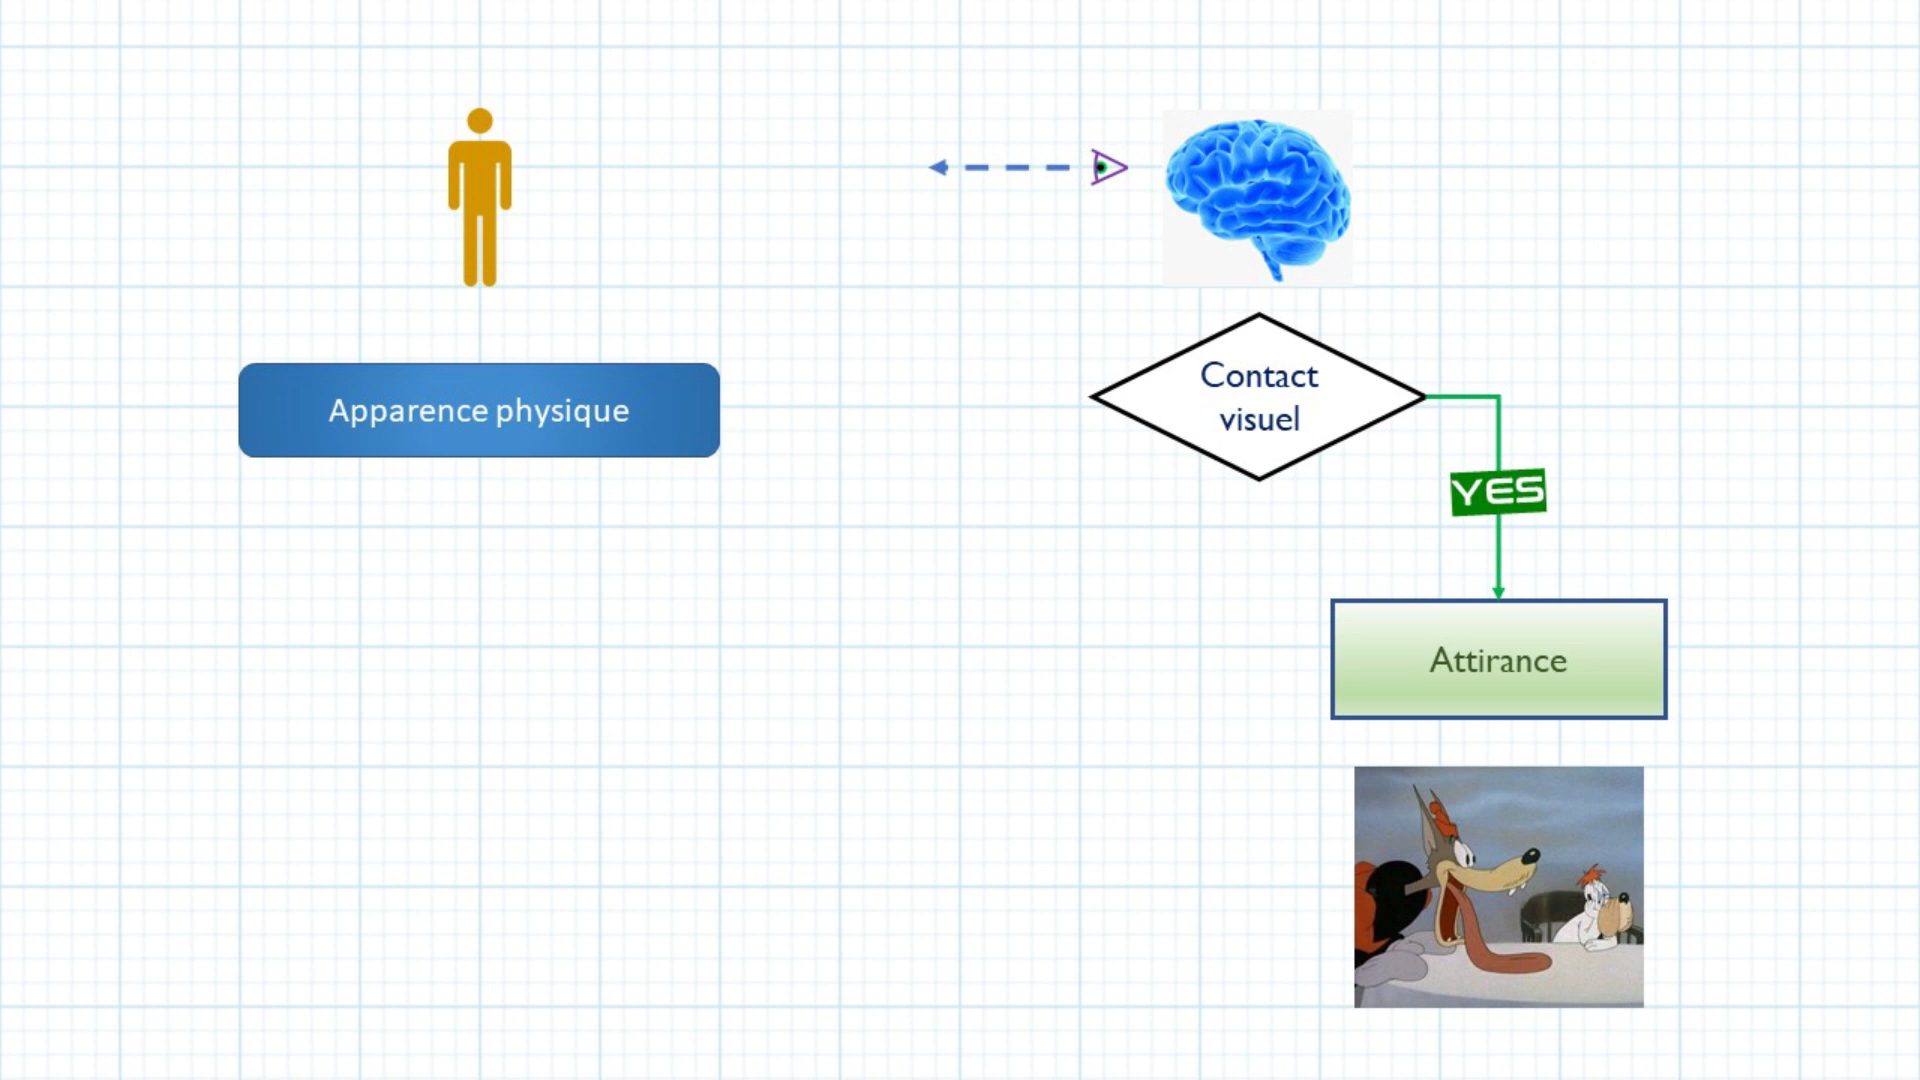 Apparence physique
Contact
visuel
YES
Attirance